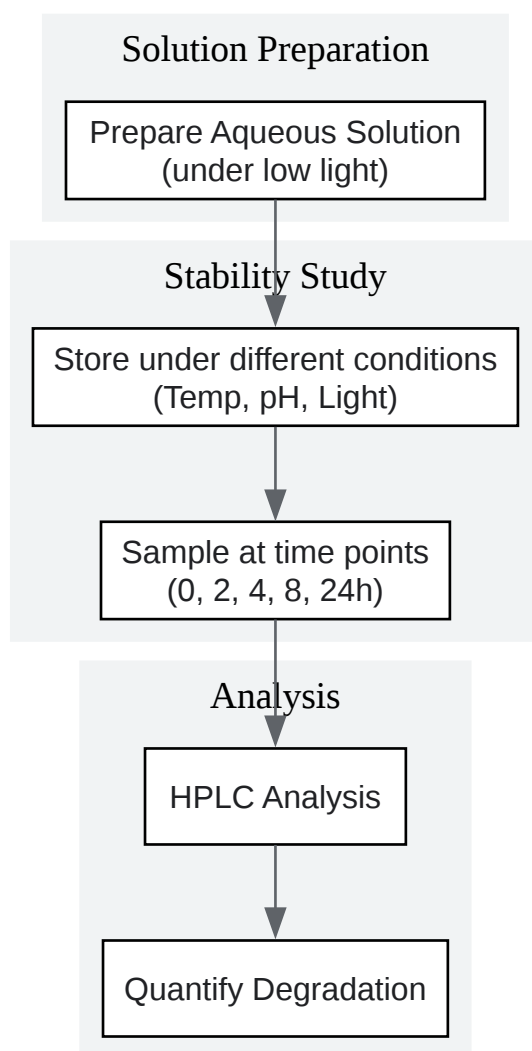 Solution Preparation
Prepare Aqueous Solution
(under low light)
Stability Study
Store under different conditions
(Temp, pH, Light)
Sample at time points
(0, 2, 4, 8, 24h)
Analysis
HPLC Analysis
Quantify Degradation